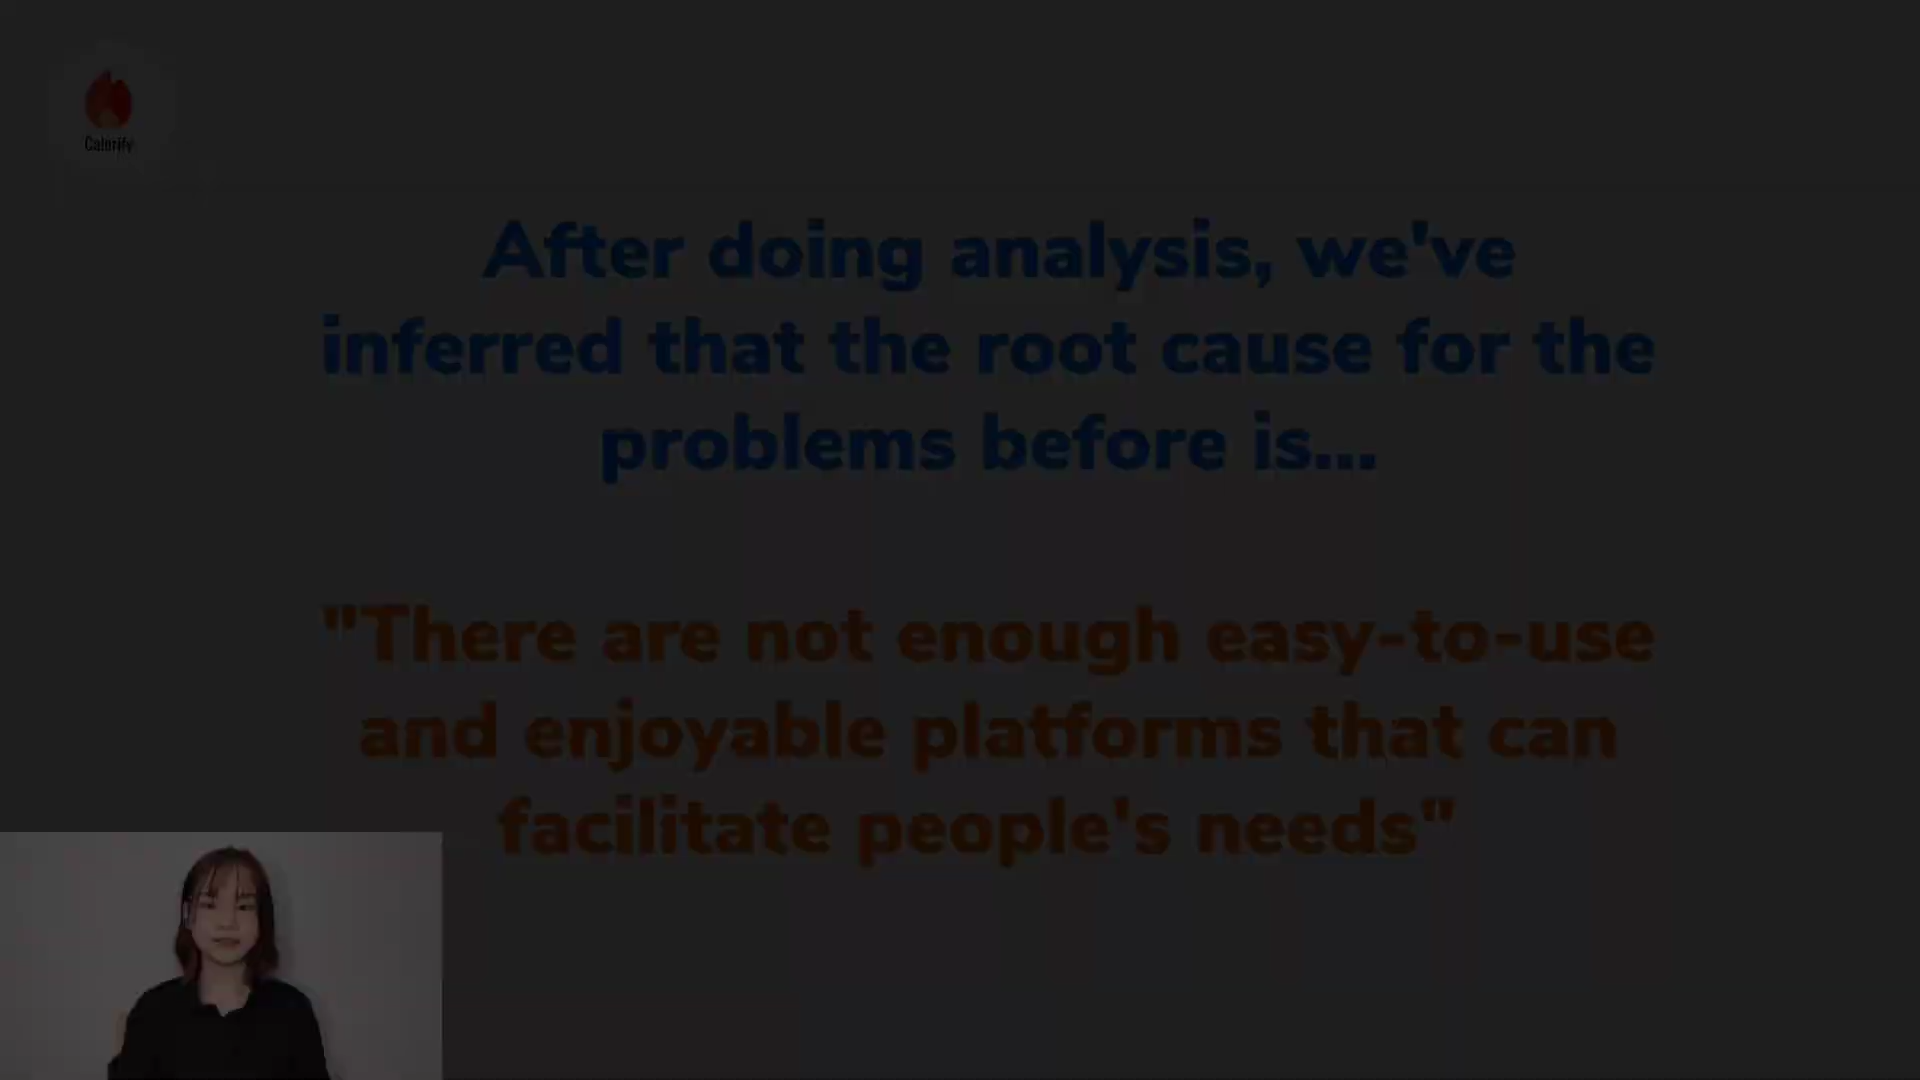 Calorify
After doing analysis, we've
inferred that the root cause for the
problems before is...
"There are not enough easy-to-use
and enjoyable platforms that can
facilitate people's needs"